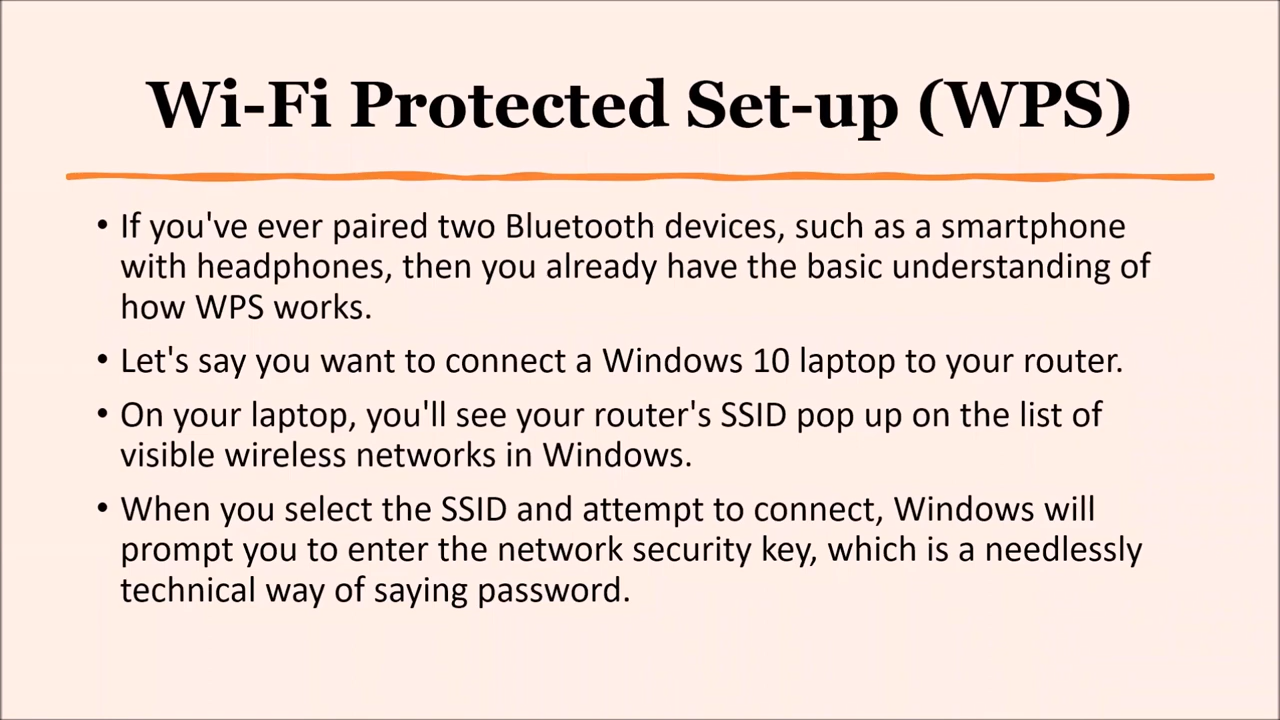 Wi-Fi Protected Set-up (WPS)
• If you've ever paired two Bluetooth devices, such as a smartphone
with headphones, then you already have the basic understanding of
how WPS works.
• Let's say you want to connect a Windows 10 laptop to your router.
• On your laptop, you'll see your router's SSID pop up on the list of
visible wireless networks in Windows.
• When you select the SSID and attempt to connect, Windows will
prompt you to enter the network security key, which is a needlessly
technical way of saying password.